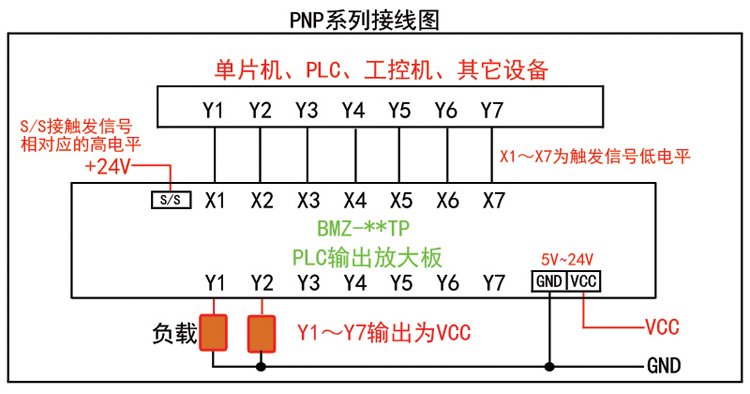 PNP系列接线图
单片机、PLC、工控机、其它设备
Y1 Y2 Y3 Y4 Y5 Y6 Y7
S/S接触发信号
相对应的高电平
+24V
X1～X7为触发信号低电平
S/S X1 X2 X3 X4 X5 X6 X7
BMZ-**TP
PLC输出放大板
5V~24V
Y1 Y2 Y3 Y4 Y5 Y6 Y7 GND VCC
负载 Y1～Y7输出为VCC
VCC
GND